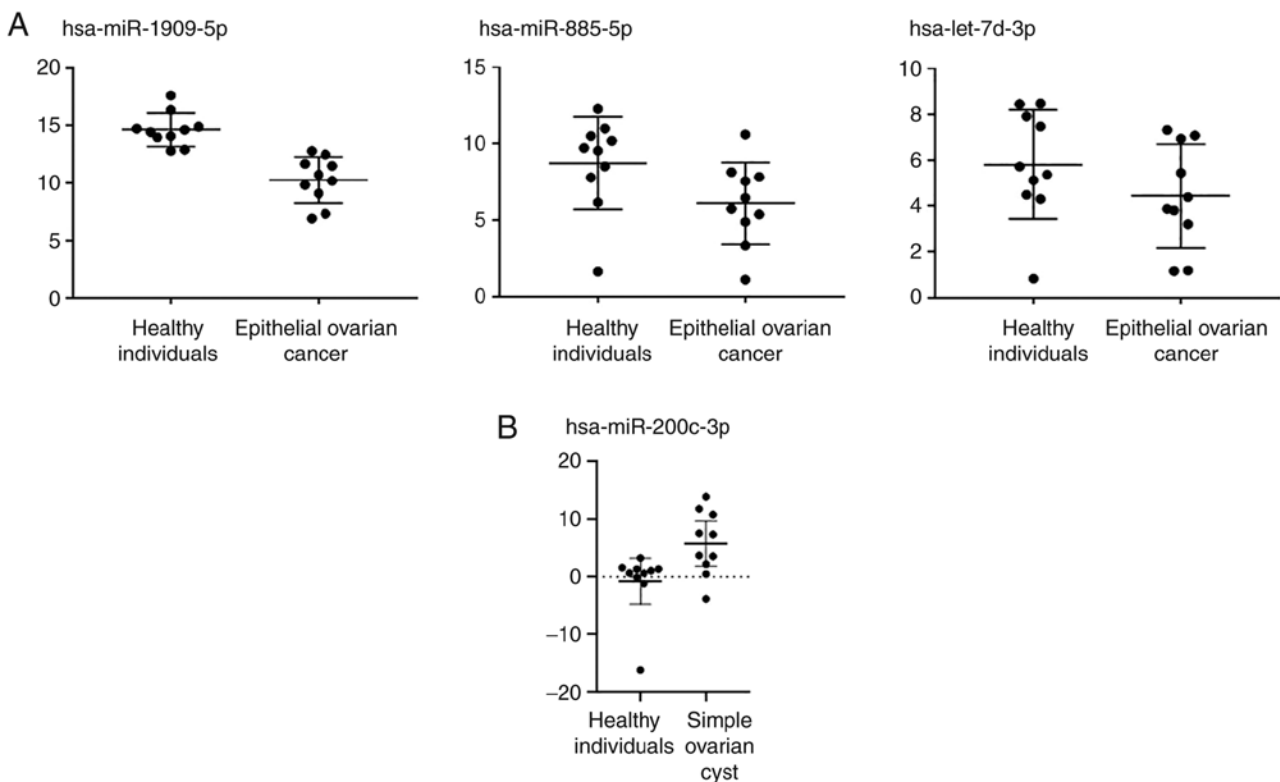 A
hsa-miR-1909-5p
20
15
10
5
0
Healthy
individuals
Epithelial ovarian
cancer
hsa-miR-885-5p
15
10
5
0
Healthy
individuals
Epithelial ovarian
cancer
hsa-let-7d-3p
10
8
6
4
2
0
Healthy
individuals
Epithelial ovarian
cancer
B
hsa-miR-200c-3p
20
10
0
−10
−20
Healthy
individuals
Simple
ovarian
cyst